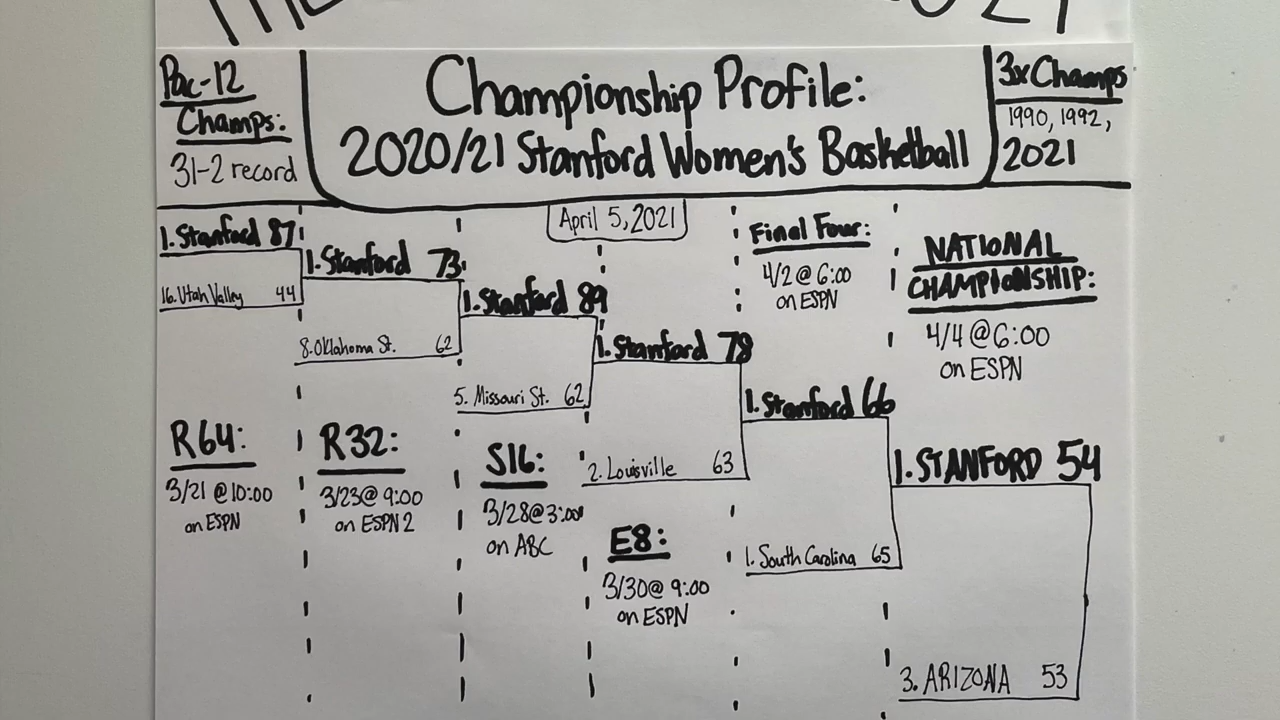 Pac-12
Champs:
31-2 record
Championship Profile:
2020/21 Stanford Women's Basketball
3x Champs
1990, 1992,
2021
April 5, 2021
1. Stanford 87
16. Utah Valley 44
1. Stanford 73
8. Oklahoma St. 62
1. Stanford 89
5. Missouri St. 62
1. Stanford 78
2. Louisville 63
1. Stanford 66
1. South Carolina 65
1. STANFORD 54
3. ARIZONA 53
R64:
3/21 @ 10:00
on ESPN
R32:
3/23 @ 9:00
on ESPN 2
S16:
3/28 @ 3:00
on ABC
E8:
3/30 @ 9:00
on ESPN
Final Four:
4/2 @ 6:00
on ESPN
NATIONAL
CHAMPIONSHIP:
4/4 @ 6:00
on ESPN